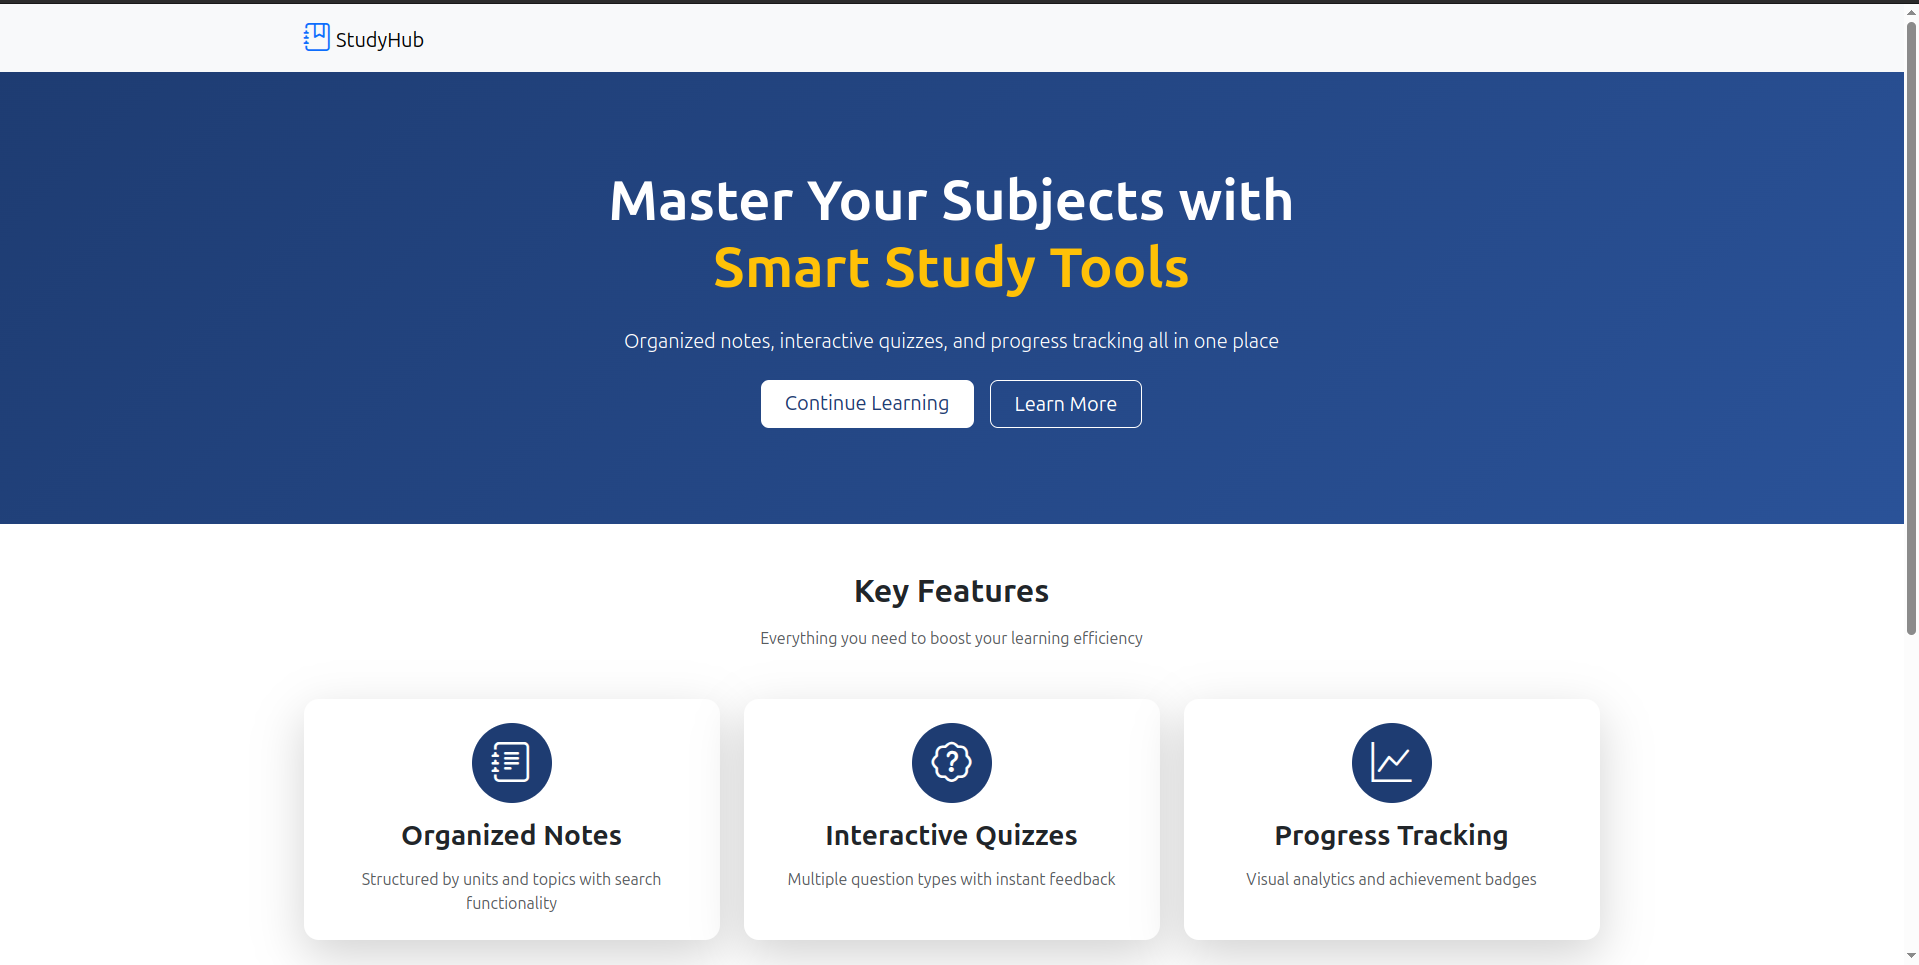 StudyHub
Master Your Subjects with
Smart Study Tools
Organized notes, interactive quizzes, and progress tracking all in one place
Continue Learning
Learn More
Key Features
Everything you need to boost your learning efficiency
Organized Notes
Structured by units and topics with search
functionality
Interactive Quizzes
Multiple question types with instant feedback
Progress Tracking
Visual analytics and achievement badges